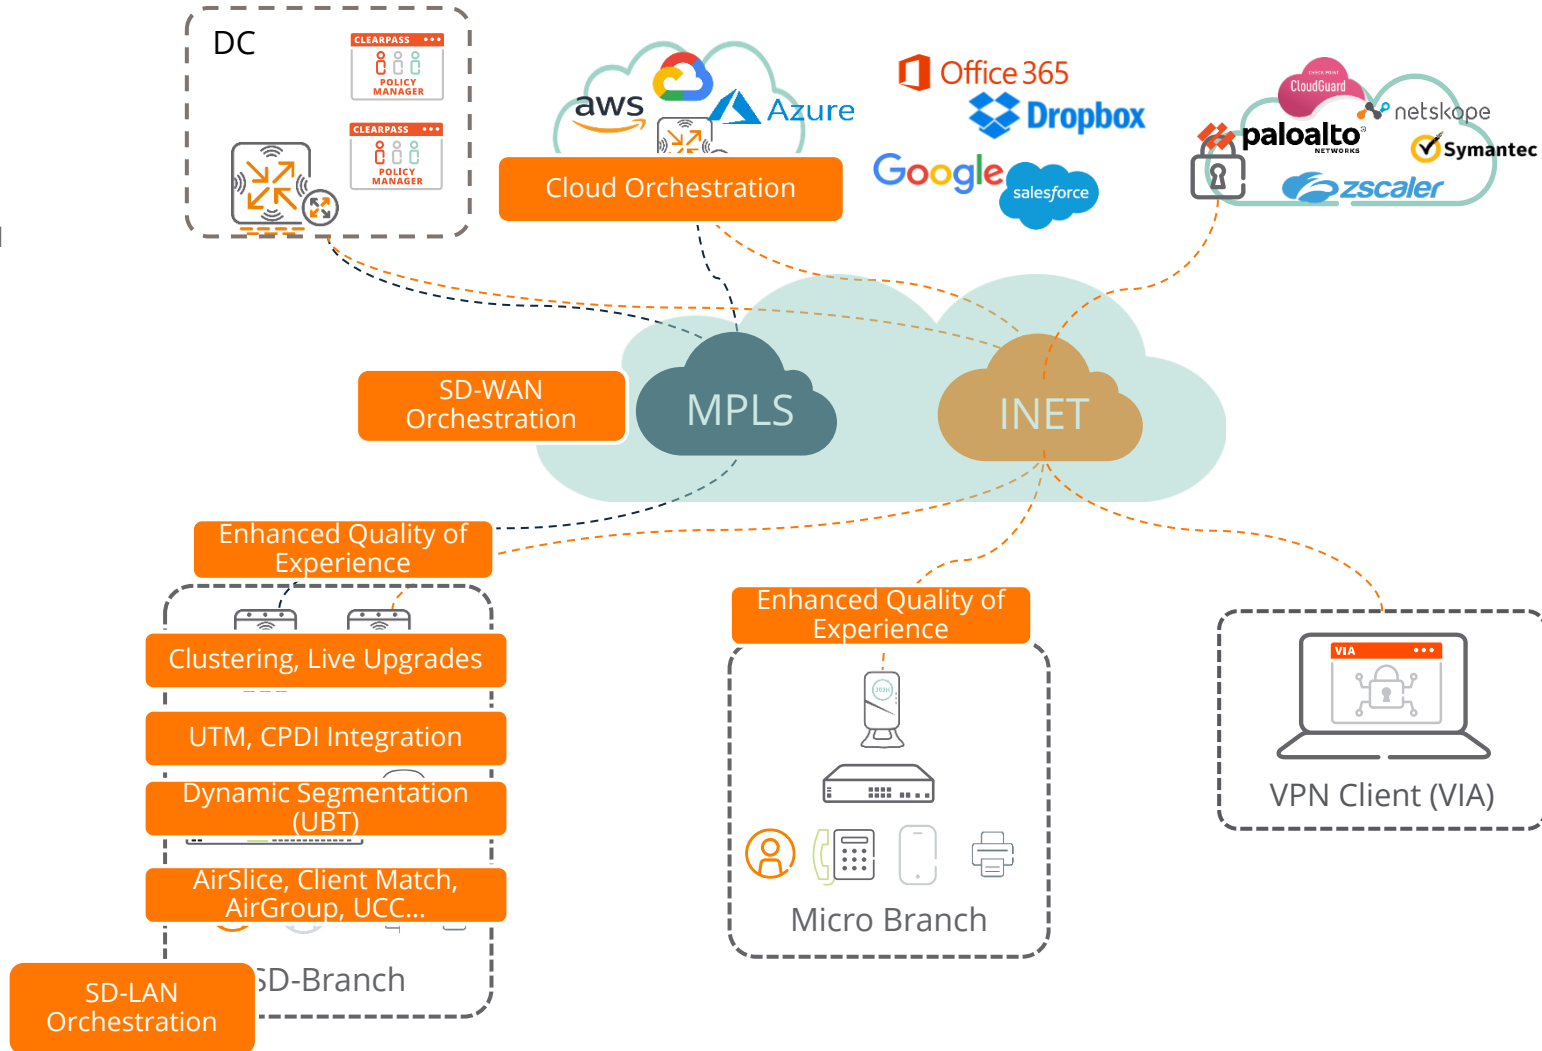 DC
CLEARPASS
POLICY
MANAGER
CLEARPASS
POLICY
MANAGER
aws
Azure
Cloud Orchestration
Office 365
Dropbox
Google
salesforce
CHECK POINT
CloudGuard
netskope
paloalto
NETWORKS
Symantec
zscaler
SD-WAN
Orchestration
MPLS
INET
Enhanced Quality of
Experience
Clustering, Live Upgrades
UTM, CPDI Integration
Dynamic Segmentation
(UBT)
AirSlice, Client Match,
AirGroup, UCC...
SD-Branch
SD-LAN
Orchestration
Enhanced Quality of
Experience
303H
Micro Branch
VIA
VPN Client (VIA)